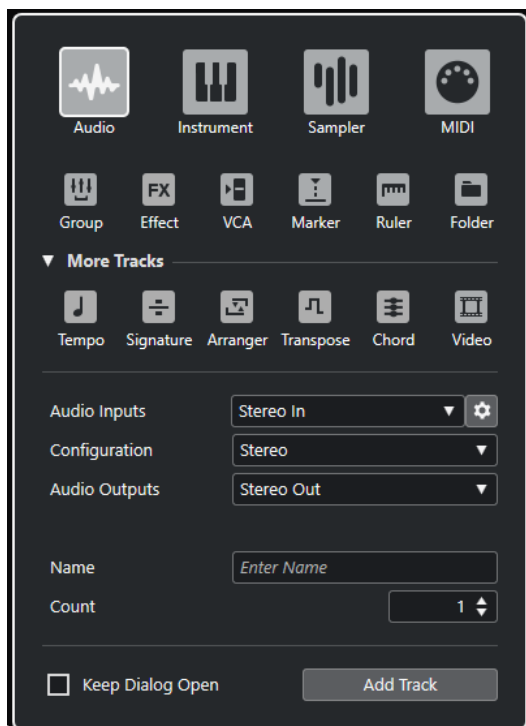 Audio Instrument Sampler MIDI
FX
Group Effect VCA Marker Ruler Folder
More Tracks
Tempo Signature Arranger Transpose Chord Video
Audio Inputs Stereo In
Configuration Stereo
Audio Outputs Stereo Out
Name Enter Name
Count 1
Keep Dialog Open Add Track